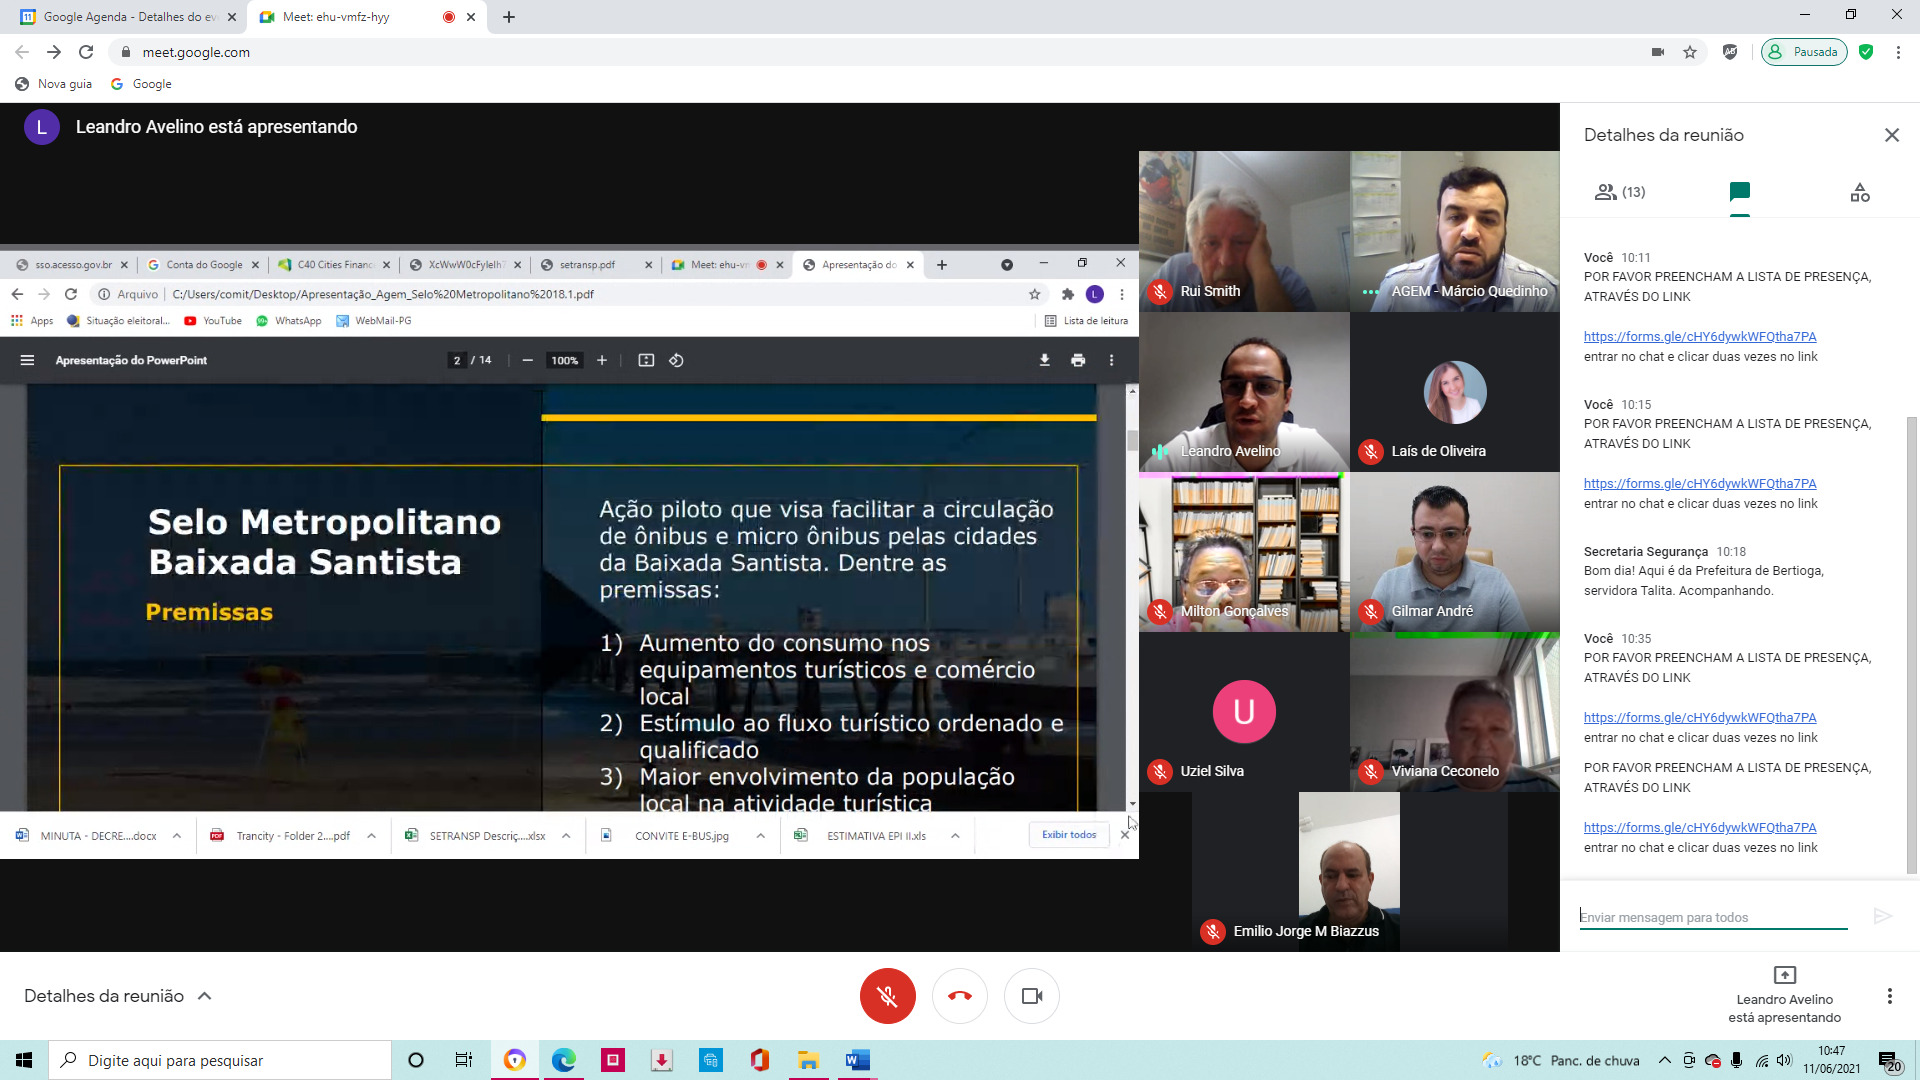 Google Agenda - Detalhes do ev
Meet: ehu-vmfz-hyy
meet.google.com
Pausada
Nova guia
Google
L
Leandro Avelino está apresentando
sso.acesso.gov.br
Conta do Google
C40 Cities Financ
setransp.pdf
Meet: ehu-vm
Apresentação do
Arquivo
C:/Users/comit/Desktop/Apresentação_Agem_Selo%20Metropolitano%2018.1.pdf
L
Apps
Situação eleitoral...
YouTube
WhatsApp
WebMail-PG
Lista de leitura
Apresentação do PowerPoint
2 / 14
100%
Selo Metropolitano
Baixada Santista
Premissas
Ação piloto que visa facilitar a circulação
de ônibus e micro ônibus pelas cidades
da Baixada Santista. Dentre as
premissas:
1) Aumento do consumo nos
equipamentos turísticos e comércio
local
2) Estímulo ao fluxo turístico ordenado e
qualificado
3) Maior envolvimento da população
local na atividade turística
MINUTA - DECRE....docx
Trancity - Folder 2....pdf
SETRANSP Descriç....xlsx
CONVITE E-BUS.jpg
ESTIMATIVA EPI II.xls
Exibir todos
Rui Smith
AGEM - Márcio Quedinho
Leandro Avelino
Laís de Oliveira
Milton Gonçalves
Gilmar André
U
Uziel Silva
Viviana Ceconelo
Emilio Jorge M Biazzus
Detalhes da reunião
(13)
Você 10:11
POR FAVOR PREENCHAM A LISTA DE PRESENÇA,
ATRAVÉS DO LINK
https://forms.gle/cHY6dywkWFQtha7PA
entrar no chat e clicar duas vezes no link
Você 10:15
POR FAVOR PREENCHAM A LISTA DE PRESENÇA,
ATRAVÉS DO LINK
https://forms.gle/cHY6dywkWFQtha7PA
entrar no chat e clicar duas vezes no link
Secretaria Segurança 10:18
Bom dia! Aqui é da Prefeitura de Bertioga,
servidora Talita. Acompanhando.
Você 10:35
POR FAVOR PREENCHAM A LISTA DE PRESENÇA,
ATRAVÉS DO LINK
https://forms.gle/cHY6dywkWFQtha7PA
entrar no chat e clicar duas vezes no link
POR FAVOR PREENCHAM A LISTA DE PRESENÇA,
ATRAVÉS DO LINK
https://forms.gle/cHY6dywkWFQtha7PA
entrar no chat e clicar duas vezes no link
Enviar mensagem para todos
Detalhes da reunião
Leandro Avelino
está apresentando
Digite aqui para pesquisar
18°C Panc. de chuva
10:47
11/06/2021
20